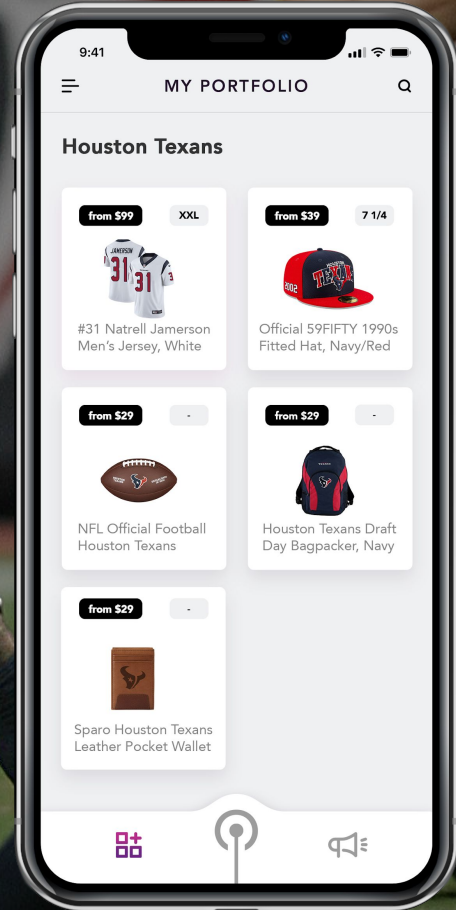 9:41
MY PORTFOLIO
Houston Texans
from $99
XXL
JAMERSON
31
31
#31 Natrell Jamerson
Men's Jersey, White
from $39
7 1/4
TEXANS
2002
Official 59FIFTY 1990s
Fitted Hat, Navy/Red
from $29
-
NFL Official Football
Houston Texans
from $29
-
Houston Texans Draft
Day Bagpacker, Navy
from $29
-
Sparo Houston Texans
Leather Pocket Wallet